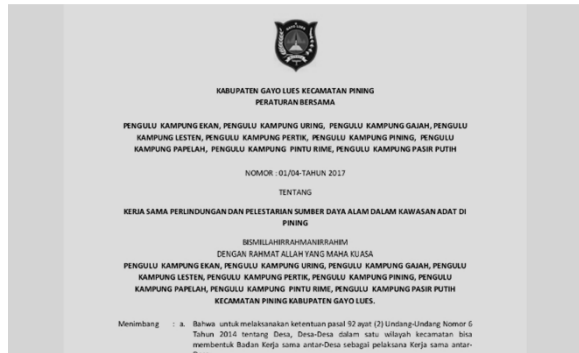 KABUPATEN GAYO LUES KECAMATAN PINING
PERATURAN BERSAMA
PENGULU KAMPUNG EKAN, PENGULU KAMPUNG URING, PENGULU KAMPUNG GAJAH, PENGULU
KAMPUNG LESTEN, PENGULU KAMPUNG PERTIK, PENGULU KAMPUNG PINING, PENGULU
KAMPUNG PAPELAH, PENGULU KAMPUNG PINTU RIME, PENGULU KAMPUNG PASIR PUTIH
NOMOR : 01/04-TAHUN 2017
TENTANG
KERJA SAMA PERLINDUNGAN DAN PELESTARIAN SUMBER DAYA ALAM DALAM KAWASAN ADAT DI
PINING
BISMILLAHIRRAHMANIRRAHIM
DENGAN RAHMAT ALLAH YANG MAHA KUASA
PENGULU KAMPUNG EKAN, PENGULU KAMPUNG URING, PENGULU KAMPUNG GAJAH, PENGULU
KAMPUNG LESTEN, PENGULU KAMPUNG PERTIK, PENGULU KAMPUNG PINING, PENGULU
KAMPUNG PAPELAH, PENGULU KAMPUNG PINTU RIME, PENGULU KAMPUNG PASIR PUTIH
KECAMATAN PINING KABUPATEN GAYO LUES.
Menimbang : a. Bahwa untuk melaksanakan ketentuan pasal 92 ayat (2) Undang-Undang Nomor 6
Tahun 2014 tentang Desa, Desa-Desa dalam satu wilayah kecamatan bisa
membentuk Badan Kerja sama antar-Desa sebagai pelaksana Kerja sama antar-